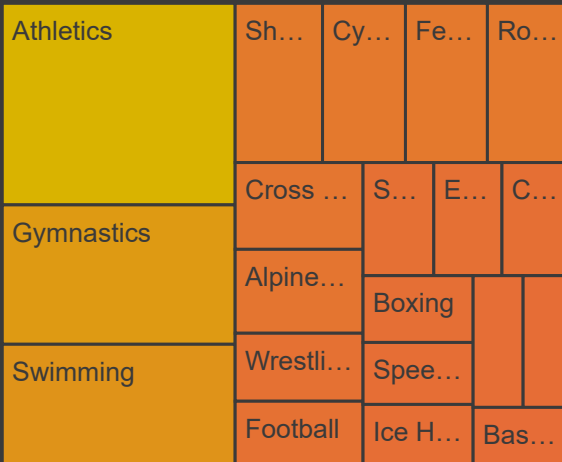 Athletics
Sh…
Cy…
Fe…
Ro…
Gymnastics
Swimming
Cross …
S…
E…
C…
Alpine…
Boxing
Wrestli…
Spee…
Football
Ice H…
Bas…